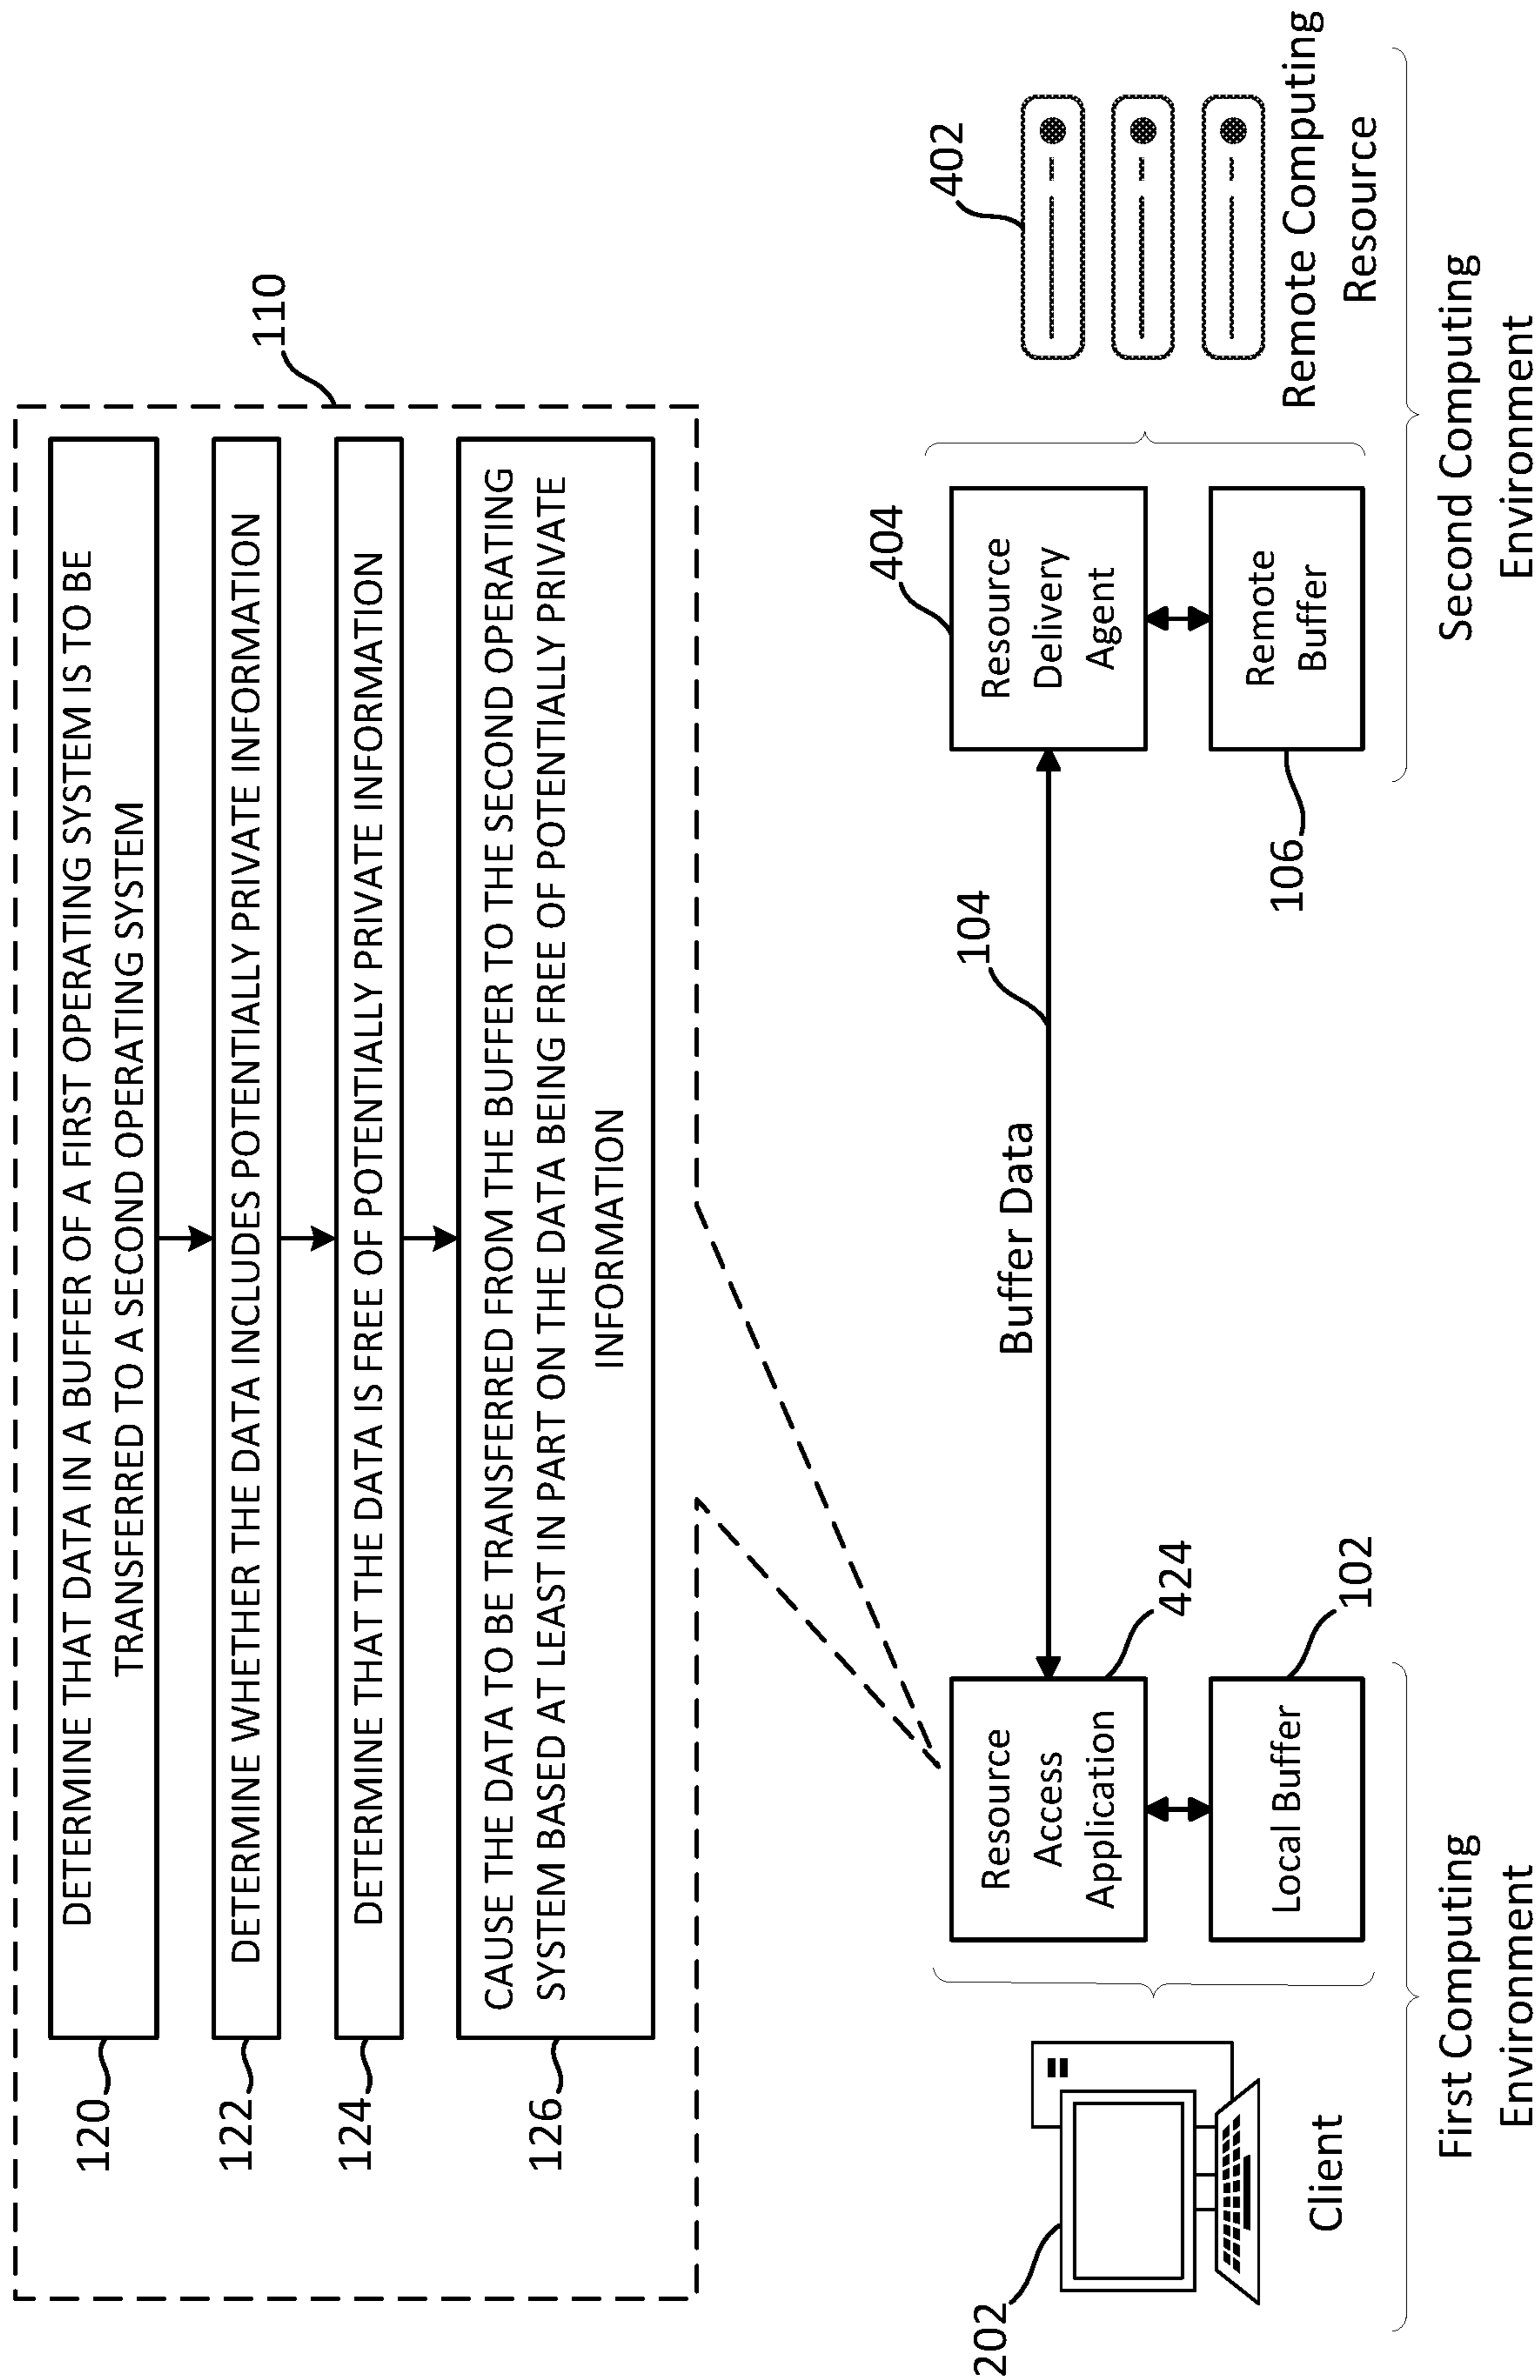 110
120
DETERMINE THAT DATA IN A BUFFER OF A FIRST OPERATING SYSTEM IS TO BE
TRANSFERRED TO A SECOND OPERATING SYSTEM
122
DETERMINE WHETHER THE DATA INCLUDES POTENTIALLY PRIVATE INFORMATION
124
DETERMINE THAT THE DATA IS FREE OF POTENTIALLY PRIVATE INFORMATION
126
CAUSE THE DATA TO BE TRANSFERRED FROM THE BUFFER TO THE SECOND OPERATING
SYSTEM BASED AT LEAST IN PART ON THE DATA BEING FREE OF POTENTIALLY PRIVATE
INFORMATION
202
Client
Resource
Access
Application
424
Local Buffer
102
First Computing
Environment
Buffer Data
104
404
Resource
Delivery
Agent
Remote
Buffer
106
402
Remote Computing
Resource
Second Computing
Environment